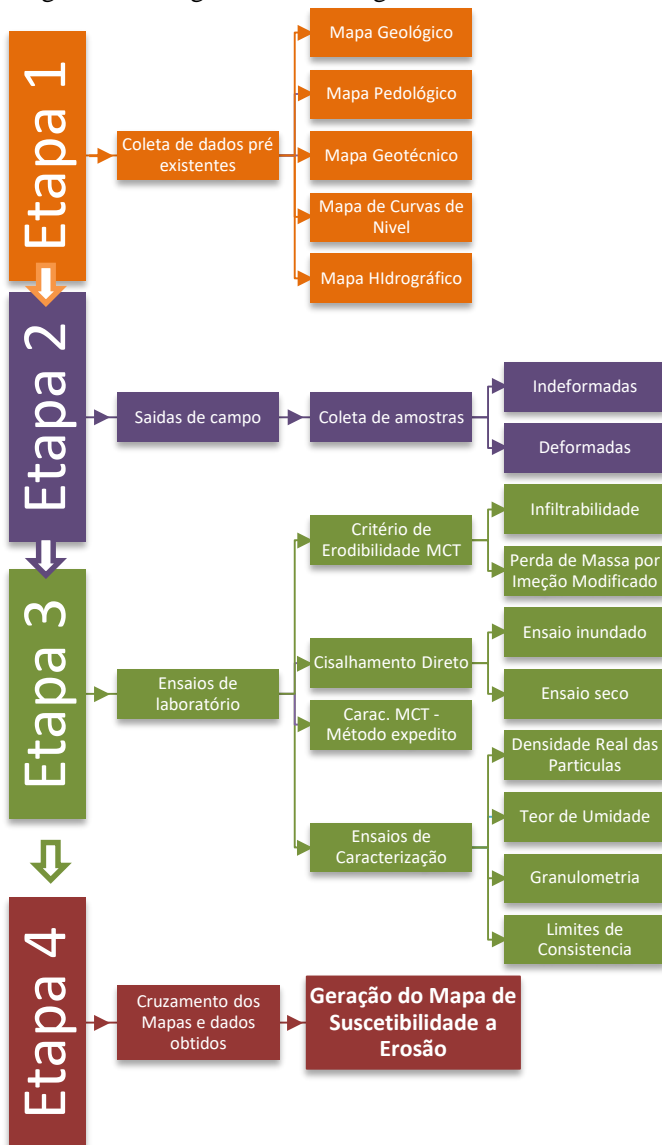 Etapa 1
Coleta de dados pré
existentes
Mapa Geológico
Mapa Pedológico
Mapa Geotécnico
Mapa de Curvas de
Nivel
Mapa HIdrográfico
Etapa 2
Saidas de campo
Coleta de amostras
Indeformadas
Deformadas
Etapa 3
Ensaios de
laboratório
Critério de
Erodibilidade MCT
Infiltrabilidade
Perda de Massa por
Imeção Modificado
Cisalhamento Direto
Ensaio inundado
Ensaio seco
Carac. MCT -
Método expedito
Ensaios de
Caracterização
Densidade Real das
Particulas
Teor de Umidade
Granulometria
Limites de
Consistencia
Etapa 4
Cruzamento dos
Mapas e dados
obtidos
Geração do Mapa de
Suscetibilidade a
Erosão